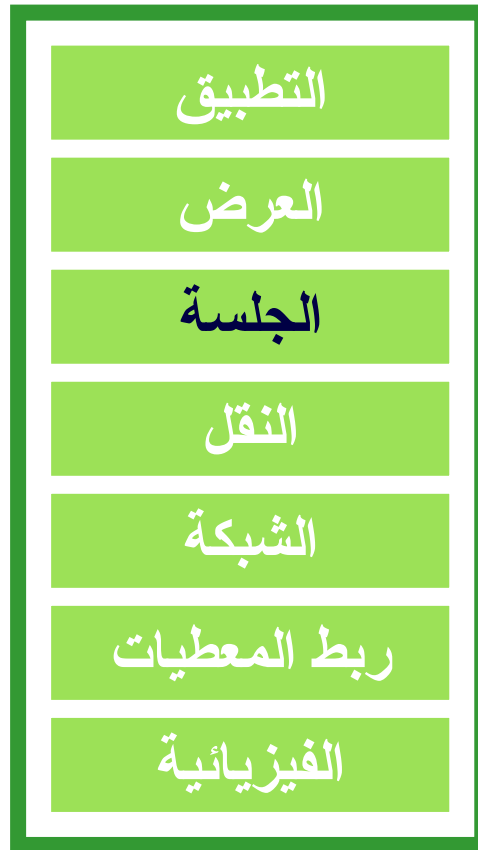 التطبيق
العرض
الجلسة
النقل
الشبكة
ربط المعطيات
الفيزيائية